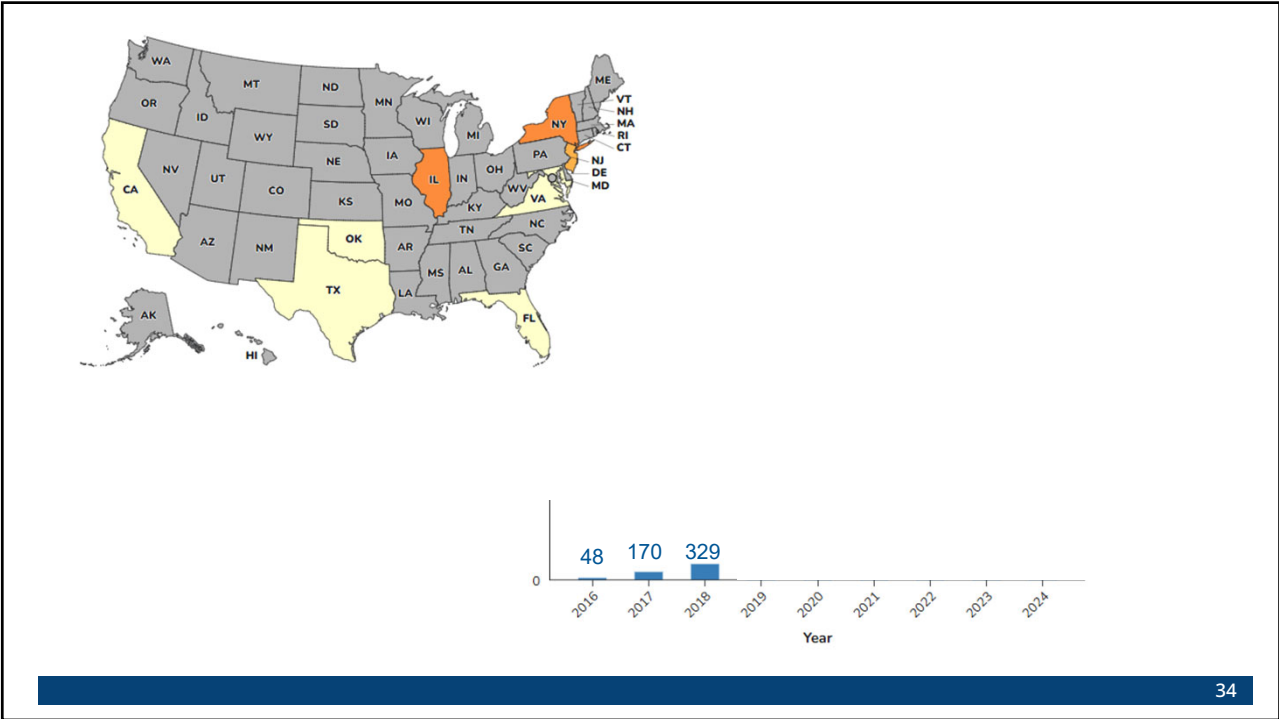 WA
MT
ND
MN
ME
VT
NH
MA
RI
CT
OR
ID
SD
WI
MI
NY
WY
NE
IA
PA
NJ
DE
MD
NV
UT
CO
KS
MO
IL
IN
OH
WV
VA
KY
CA
AZ
NM
OK
AR
TN
NC
SC
TX
LA
MS
AL
GA
FL
AK
HI
48 170 329
0
2016 2017 2018 2019 2020 2021 2022 2023 2024
Year
34